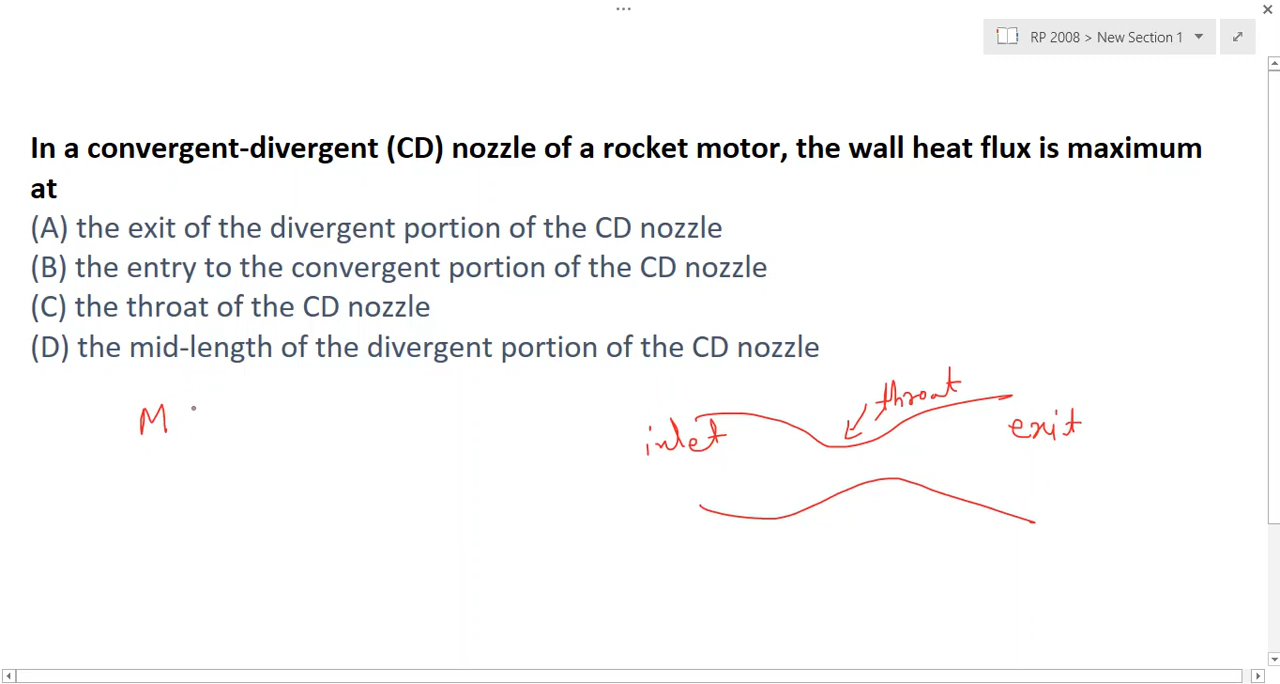 RP 2008 > New Section 1
In a convergent-divergent (CD) nozzle of a rocket motor, the wall heat flux is maximum
at
(A) the exit of the divergent portion of the CD nozzle
(B) the entry to the convergent portion of the CD nozzle
(C) the throat of the CD nozzle
(D) the mid-length of the divergent portion of the CD nozzle
throat
M
inlet
exit